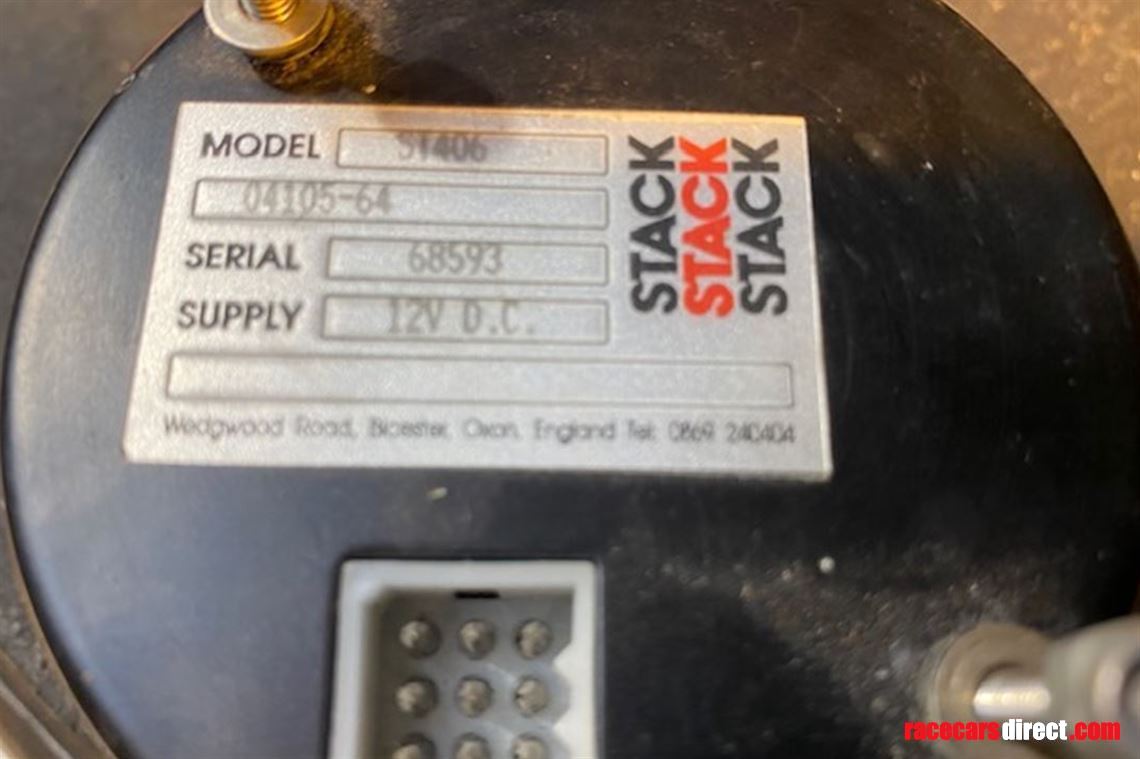 MODEL ST406
04105-64
SERIAL 68593
SUPPLY 12V D.C.
STACK
STACK
STACK
Wedgwood Road, Bicester, Oxon, England Tel: 0869 240404
racecarsdirect.com